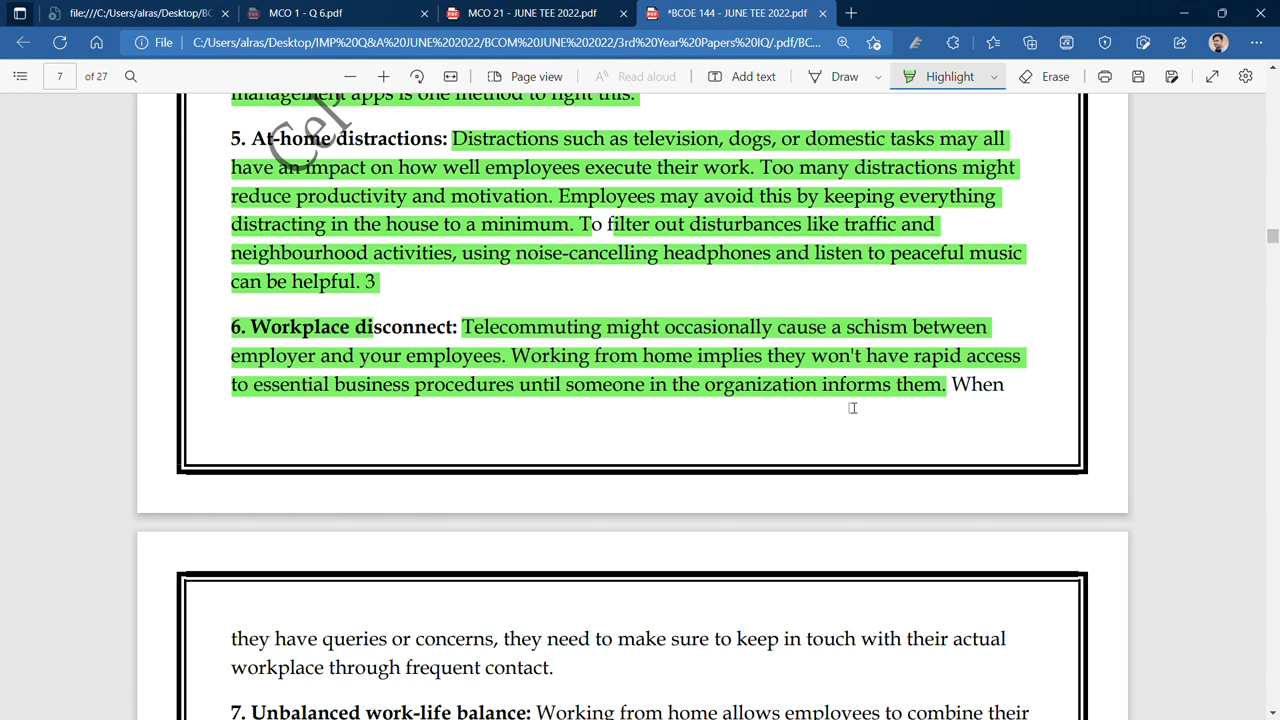 file:///C:/Users/alras/Desktop/BC
MCO 1 - Q 6.pdf
MCO 21 - JUNE TEE 2022.pdf
*BCOE 144 - JUNE TEE 2022.pdf
File C:/Users/alras/Desktop/IMP%20Q&A%20JUNE%202022/BCOM%20JUNE%202022/3rd%20Year%20Papers%20IQ/.pdf/BC...
7 of 27 Page view Read aloud Add text Draw Highlight Erase
management apps is one method to fight this.
5. At-home distractions: Distractions such as television, dogs, or domestic tasks may all
have an impact on how well employees execute their work. Too many distractions might
reduce productivity and motivation. Employees may avoid this by keeping everything
distracting in the house to a minimum. To filter out disturbances like traffic and
neighbourhood activities, using noise-cancelling headphones and listen to peaceful music
can be helpful. 3
6. Workplace disconnect: Telecommuting might occasionally cause a schism between
employer and your employees. Working from home implies they won't have rapid access
to essential business procedures until someone in the organization informs them. When
they have queries or concerns, they need to make sure to keep in touch with their actual
workplace through frequent contact.
7. Unbalanced work-life balance: Working from home allows employees to combine their